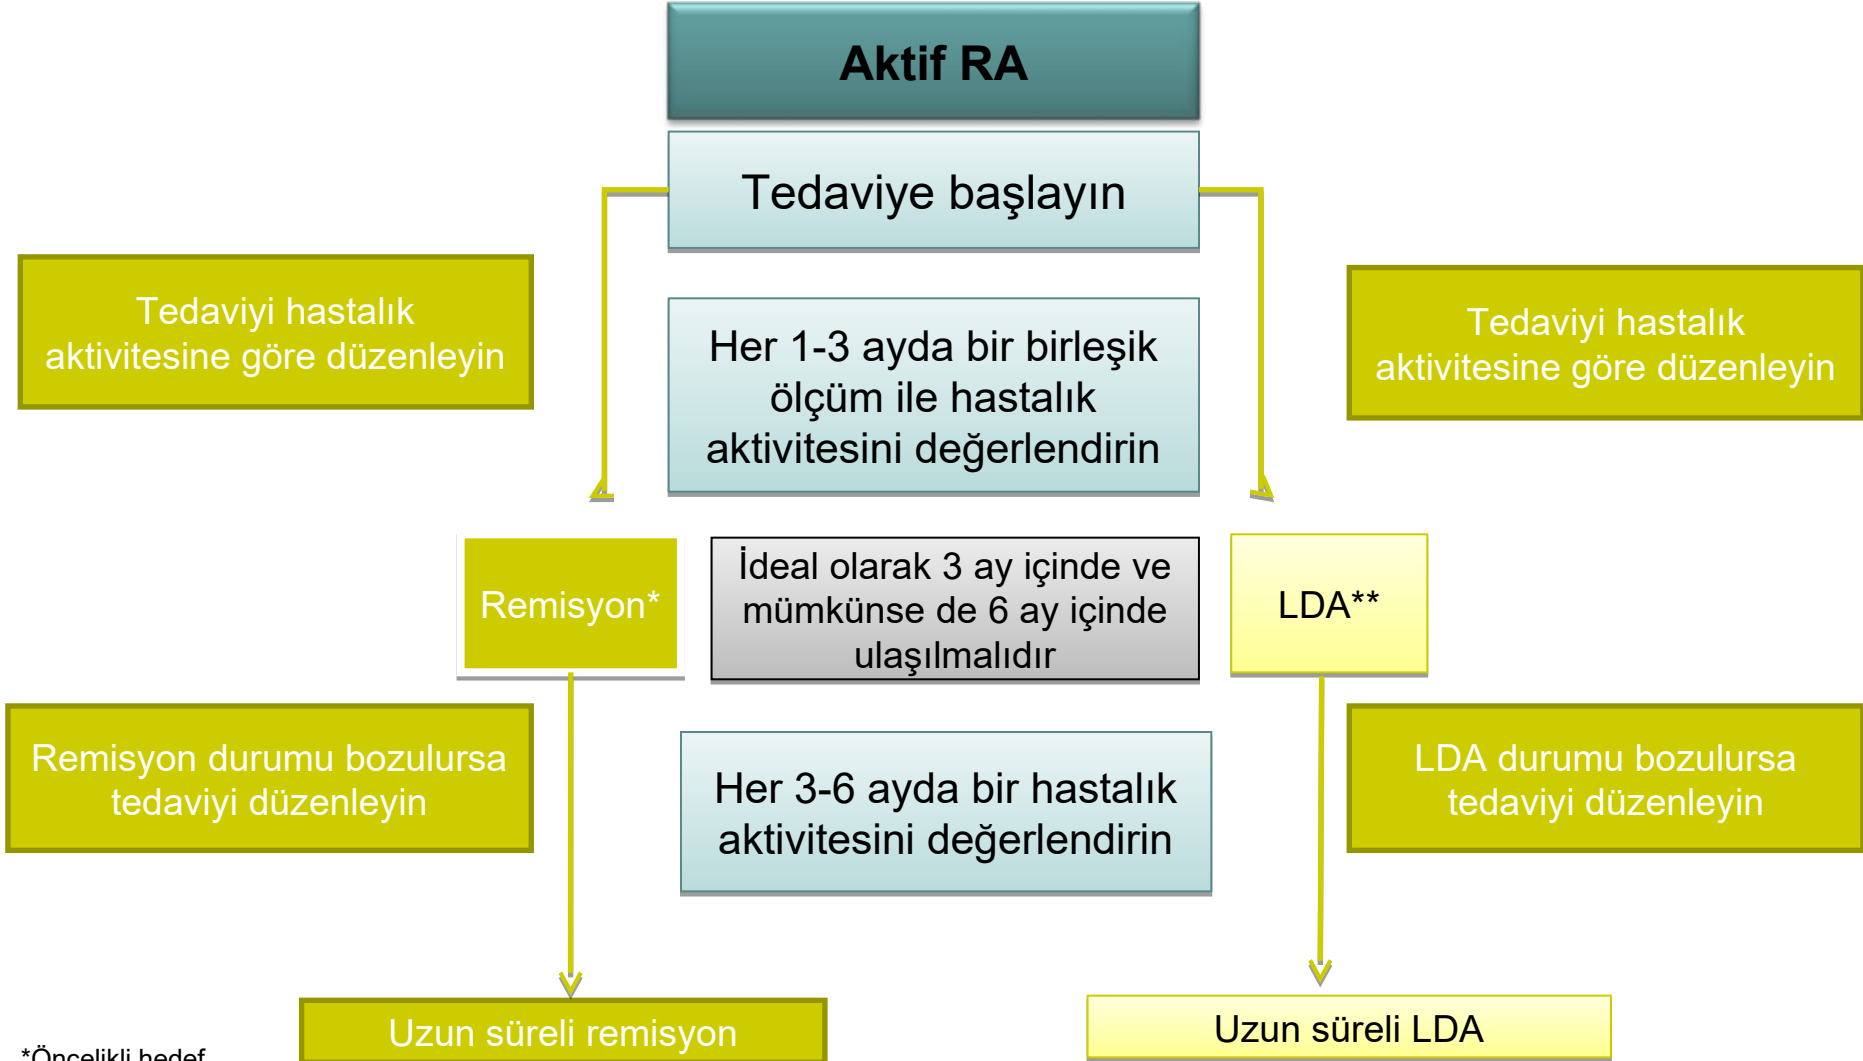 Aktif RA
Tedaviye başlayın
Tedaviyi hastalık
aktivitesine göre düzenleyin
Her 1-3 ayda bir birleşik
ölçüm ile hastalık
aktivitesini değerlendirin
Tedaviyi hastalık
aktivitesine göre düzenleyin
Remisyon*
İdeal olarak 3 ay içinde ve
mümkünse de 6 ay içinde
ulaşılmalıdır
LDA**
Remisyon durumu bozulursa
tedaviyi düzenleyin
Her 3-6 ayda bir hastalık
aktivitesini değerlendirin
LDA durumu bozulursa
tedaviyi düzenleyin
Uzun süreli remisyon
Uzun süreli LDA
*Öncelikli hedef